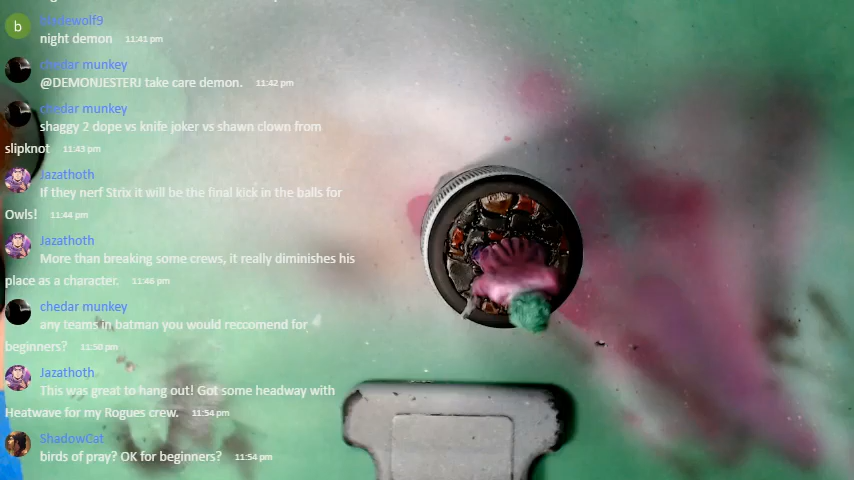 night demon 11:41 pm
chedar munkey
@DEMONJESTERJ take care demon. 11:42 pm
chedar munkey
shaggy 2 dope vs knife joker vs shawn clown from
slipknot 11:43 pm
Jazathoth
If they nerf Strix it will be the final kick in the balls for
Owls! 11:44 pm
Jazathoth
More than breaking some crews, it really diminishes his
place as a character. 11:46 pm
chedar munkey
any teams in batman you would reccomend for
beginners? 11:50 pm
Jazathoth
This was great to hang out! Got some headway with
Heatwave for my Rogues crew. 11:54 pm
ShadowCat
birds of pray? OK for beginners? 11:54 pm